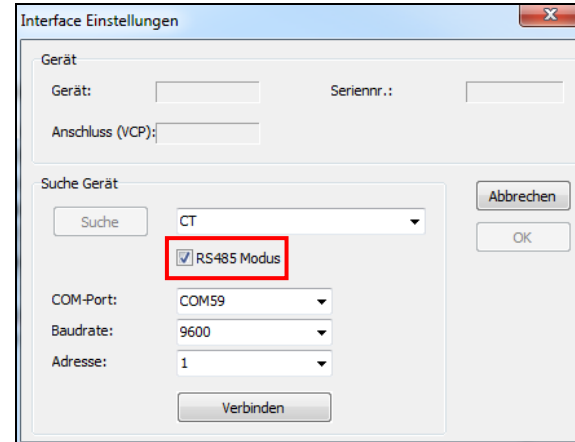 Interface Einstellungen
Gerät
Gerät:
Seriennr.:
Anschluss (VCP):
Suche Gerät
Suche
CT
Abbrechen
OK
RS485 Modus
COM-Port:
COM59
Baudrate:
9600
Adresse:
1
Verbinden